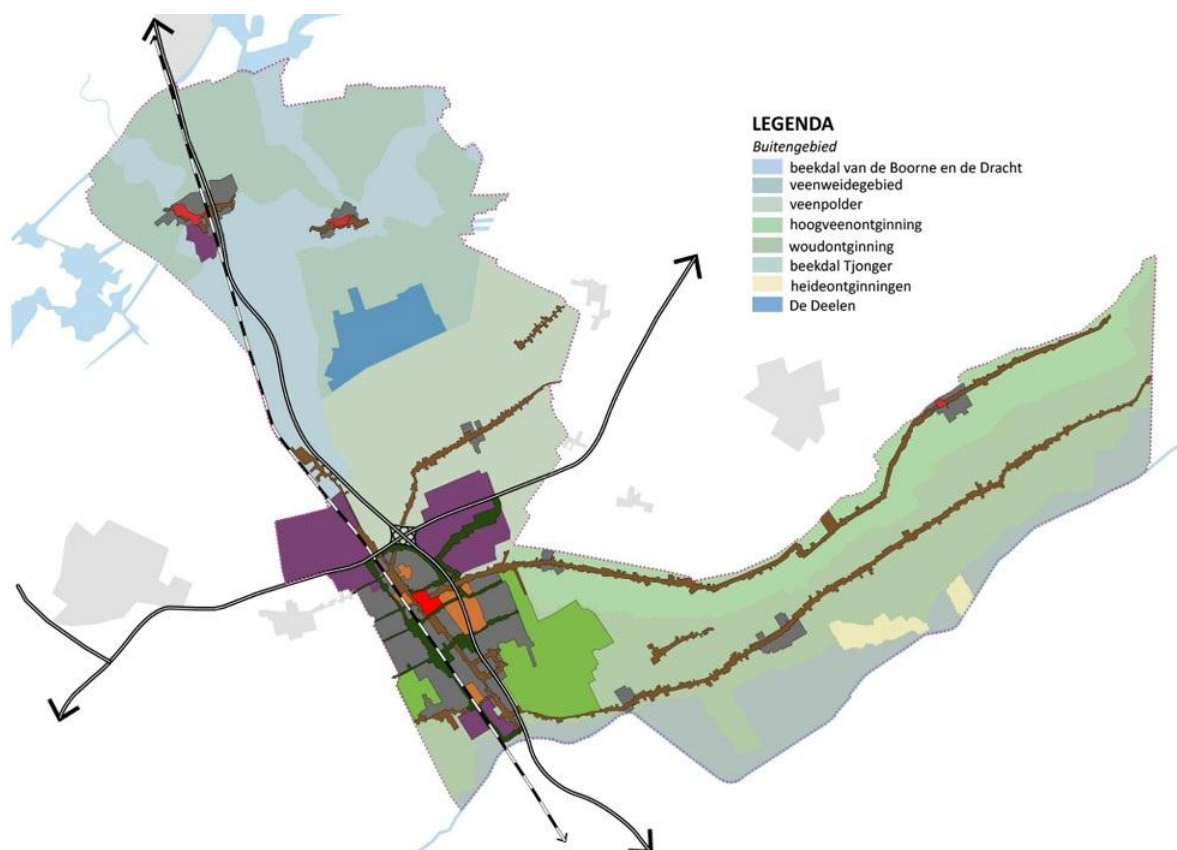 LEGENDA
Buitengebied
beekdal van de Boorne en de Dracht
veenweidegebied
veenpolder
hoogveenontginning
woudontginning
beekdal Tjonger
heideontginningen
De Deelen